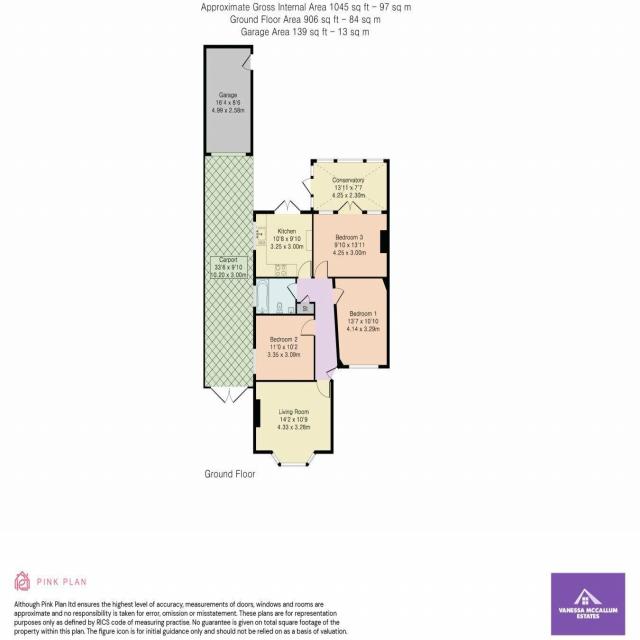 Approximate Gross Internal Area 1045 sq ft - 97 sq m
Ground Floor Area 906 sq ft - 84 sq m
Garage Area 139 sq ft - 13 sq m
Garage
16'4 x 8'6
4.99 x 2.58m
Conservatory
13'11 x 7'7
4.25 x 2.30m
Kitchen
10'8 x 9'10
3.25 x 3.00m
Bedroom 3
9'10 x 13'11
4.25 x 3.00m
Carport
33'6 x 9'10
10.20 x 3.00m
St
Bedroom 1
13'7 x 10'10
4.14 x 3.29m
Bedroom 2
11'0 x 10'2
3.35 x 3.09m
Living Room
14'2 x 10'9
4.33 x 3.28m
Ground Floor
PINK PLAN
Although Pink Plan ltd ensures the highest level of accuracy, measurements of doors, windows and rooms are
approximate and no responsibility is taken for error, omission or misstatement. These plans are for representation
purposes only as defined by RICS code of measuring practise. No guarantee is given on total square footage of the
property within this plan. The figure icon is for initial guidance only and should not be relied on as a basis of valuation.
VANESSA MCCALLUM
ESTATES